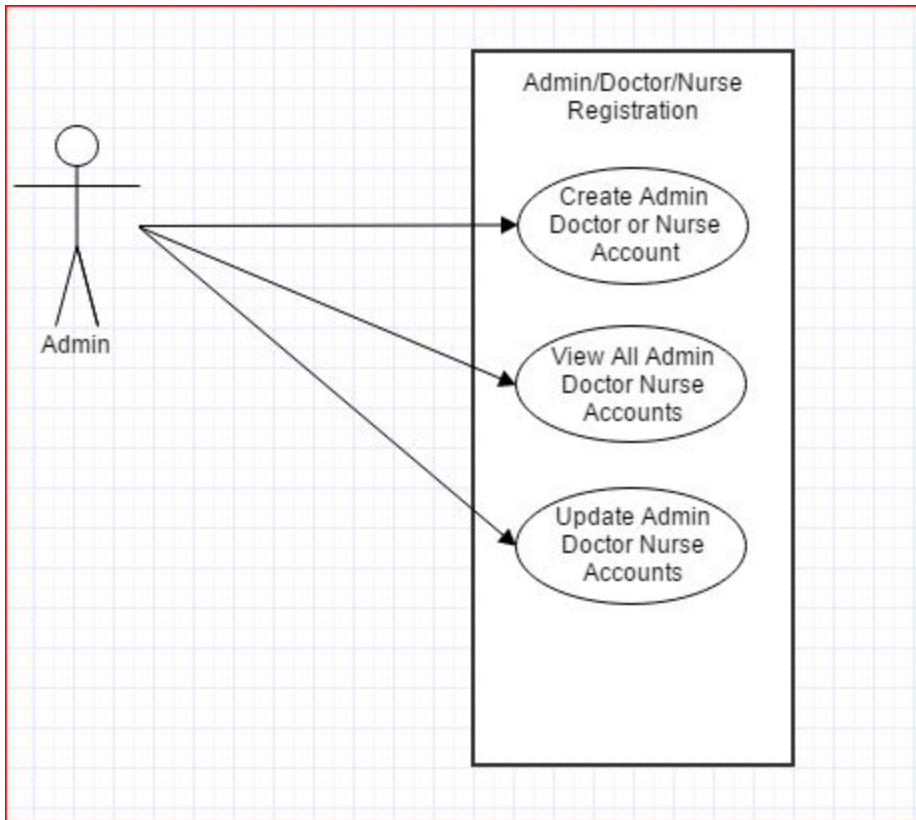 Admin/Doctor/Nurse
Registration
Create Admin
Doctor or Nurse
Account
Admin
View All Admin
Doctor Nurse
Accounts
Update Admin
Doctor Nurse
Accounts